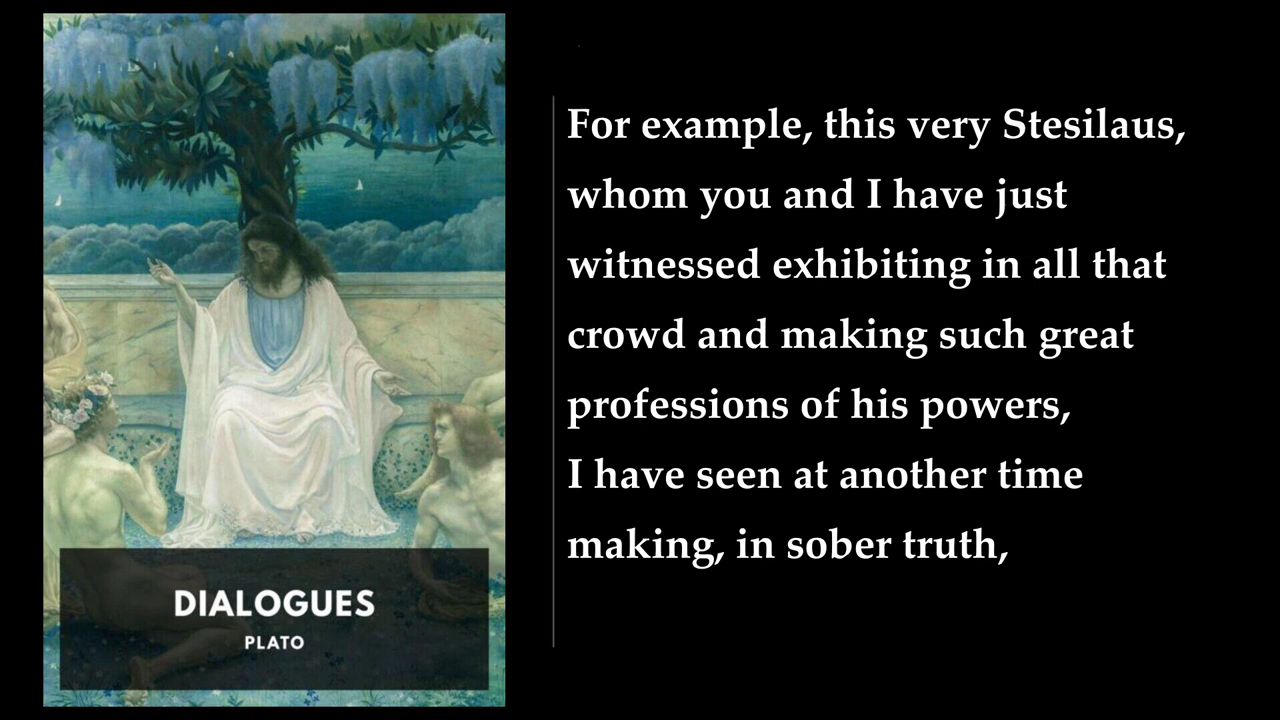 DIALOGUES
PLATO
For example, this very Stesilaus,
whom you and I have just
witnessed exhibiting in all that
crowd and making such great
professions of his powers,
I have seen at another time
making, in sober truth,